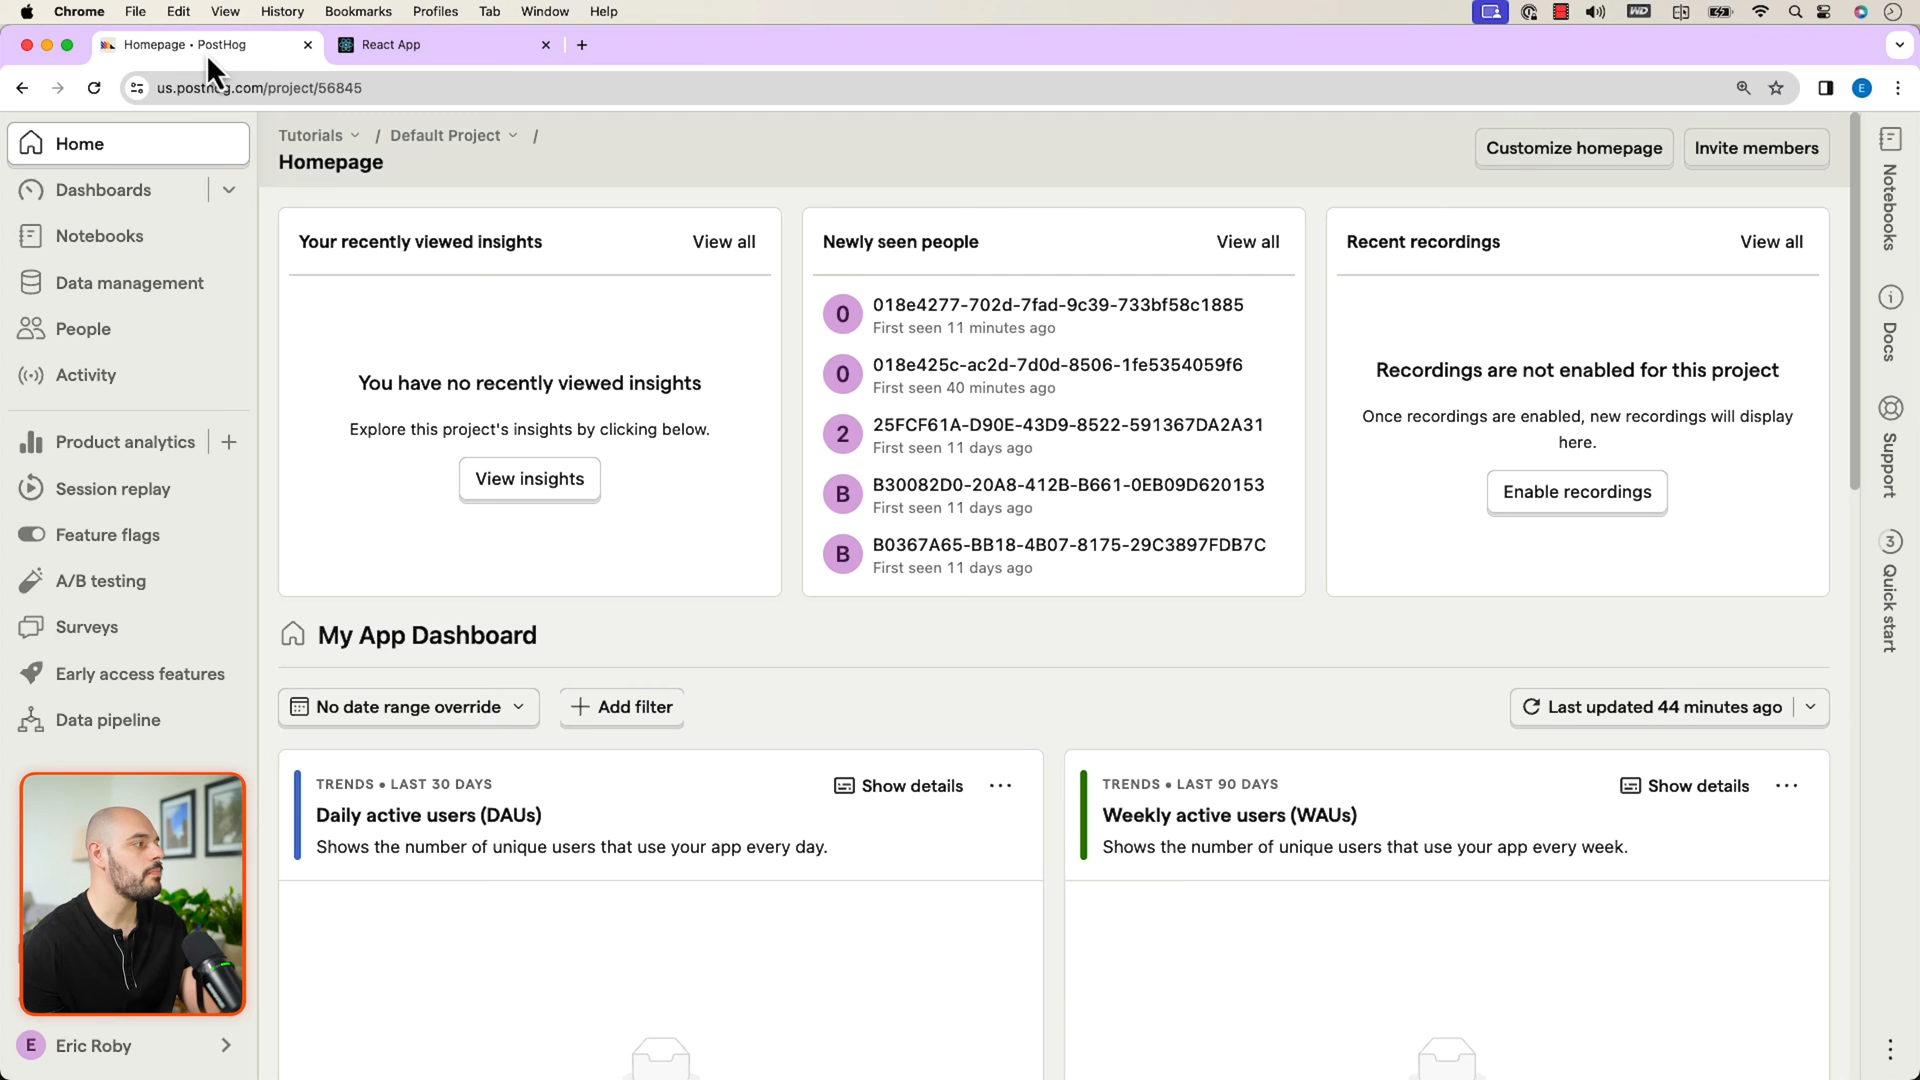 Chrome File Edit View History Bookmarks Profiles Tab Window Help
WD
Homepage • PostHog
React App
us.posthog.com/project/56845
E
Home
Dashboards
Notebooks
Data management
People
Activity
Product analytics
Session replay
Feature flags
A/B testing
Surveys
Early access features
Data pipeline
E Eric Roby
Tutorials / Default Project /
Homepage
Customize homepage
Invite members
Your recently viewed insights View all
You have no recently viewed insights
Explore this project's insights by clicking below.
View insights
Newly seen people View all
0 018e4277-702d-7fad-9c39-733bf58c1885
First seen 11 minutes ago
0 018e425c-ac2d-7d0d-8506-1fe5354059f6
First seen 40 minutes ago
2 25FCF61A-D90E-43D9-8522-591367DA2A31
First seen 11 days ago
B B30082D0-20A8-412B-B661-0EB09D620153
First seen 11 days ago
B B0367A65-BB18-4B07-8175-29C3897FDB7C
First seen 11 days ago
Recent recordings View all
Recordings are not enabled for this project
Once recordings are enabled, new recordings will display
here.
Enable recordings
My App Dashboard
No date range override
Add filter
Last updated 44 minutes ago
TRENDS • LAST 30 DAYS
Show details
Daily active users (DAUs)
Shows the number of unique users that use your app every day.
TRENDS • LAST 90 DAYS
Show details
Weekly active users (WAUs)
Shows the number of unique users that use your app every week.
Notebooks
Docs
Support
3 Quick start